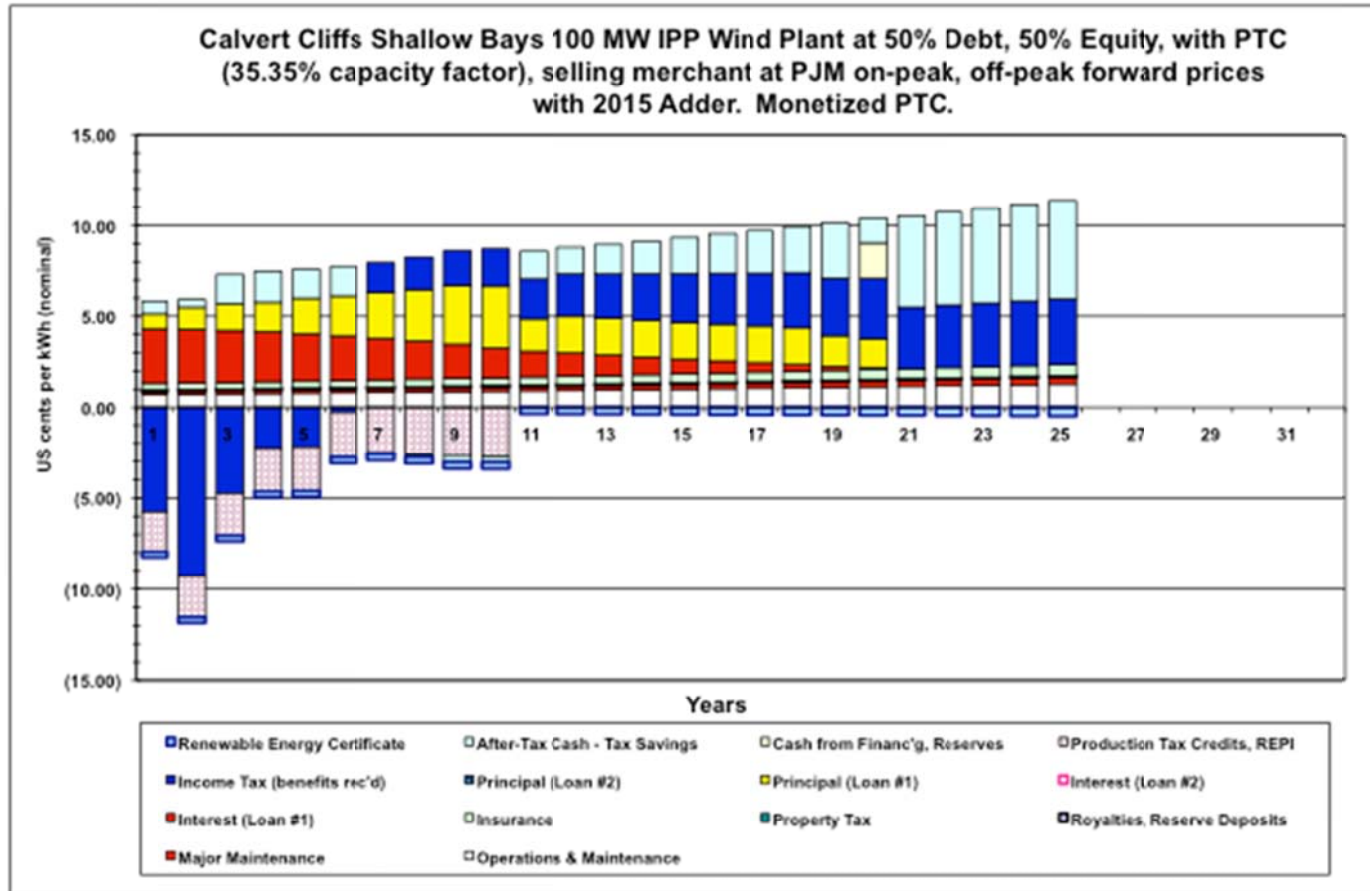 Calvert Cliffs Shallow Bays 100 MW IPP Wind Plant at 50% Debt, 50% Equity, with PTC
(35.35% capacity factor), selling merchant at PJM on-peak, off-peak forward prices
with 2015 Adder. Monetized PTC.
15.00
10.00
5.00
0.00
(5.00)
(10.00)
(15.00)
US cents per kWh (nominal)
1 3 5 7 9 11 13 15 17 19 21 23 25 27 29 31
Years
Renewable Energy Certificate After-Tax Cash - Tax Savings Cash from Financ'g, Reserves Production Tax Credits, REPI
Income Tax (benefits rec'd) Principal (Loan #2) Principal (Loan #1) Interest (Loan #2)
Interest (Loan #1) Insurance Property Tax Royalties, Reserve Deposits
Major Maintenance Operations & Maintenance